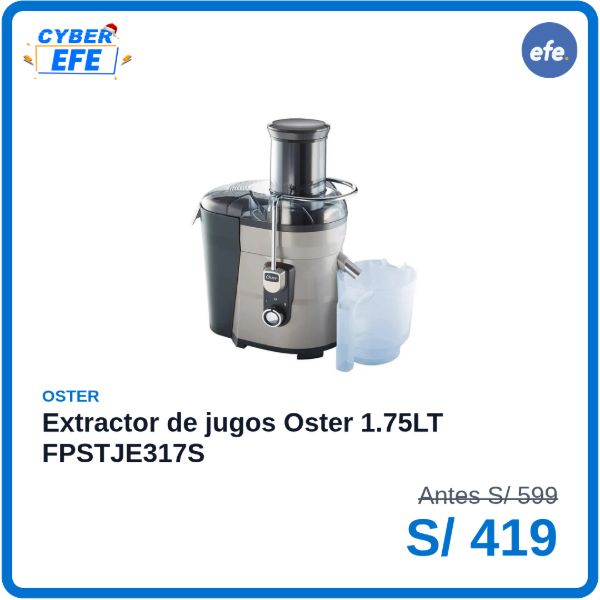 CYBER
EFE
efe.
Oster
OSTER
Extractor de jugos Oster 1.75LT
FPSTJE317S
Antes S/ 599
S/ 419